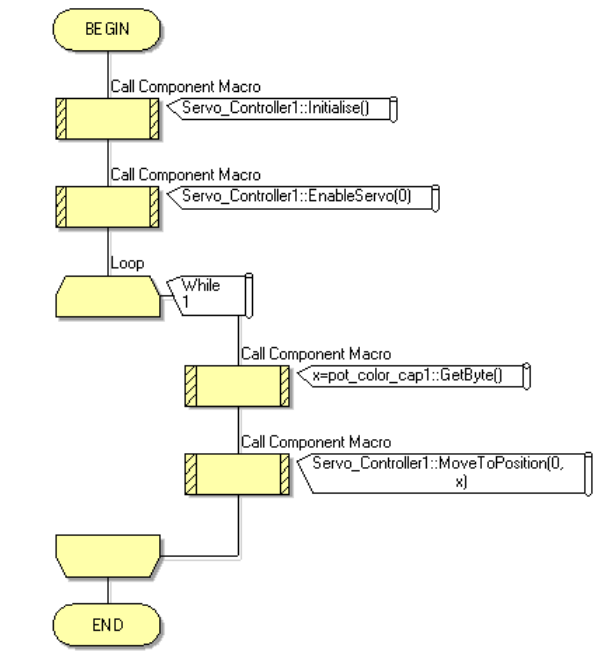 BEGIN
Call Component Macro
Servo_Controller1::Initialise()
Call Component Macro
Servo_Controller1::EnableServo(0)
Loop
While
1
Call Component Macro
x=pot_color_cap1::GetByte()
Call Component Macro
Servo_Controller1::MoveToPosition(0,
x)
END